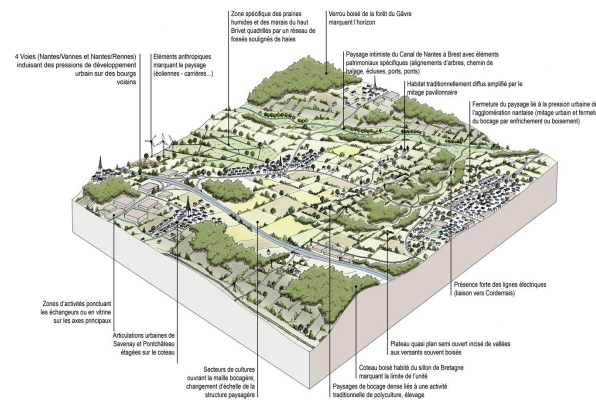 Zone spécifique des prairies
humides et des marais du haut
Brivet quadrillés par un réseau de
fossés soulignés de haies
Verrou boisé de la forêt du Gâvre
marquant l'horizon
4 Voies (Nantes/Vannes et Nantes/Rennes)
induisant des pressions de développement
urbain sur des bourgs
voisins
Eléments anthropiques
marquant le paysage
(éoliennes - carrières...)
Paysage intimiste du Canal de Nantes à Brest avec éléments
patrimoniaux spécifiques (alignements d'arbres, chemin de
halage, écluses, ports, ponts)
Habitat traditionnellement diffus amplifié par le
mitage pavillonnaire
Fermeture du paysage lié à la pression urbaine de
l'agglomération nantaise (mitage urbain et fermetu
du bocage par enfrichement ou boisement)
Zones d'activités ponctuant
les échangeurs ou en vitrine
sur les axes principaux
Articulations urbaines de
Savenay et Pontchâteau
étagées sur le coteau
Secteurs de cultures
ouvrant la maille bocagère,
changement d'échelle de la
structure paysagère
Présence forte des lignes électriques
(liaison vers Cordemais)
Plateau quasi plan semi ouvert incisé de vallées
aux versants souvent boisés
Coteau boisé habité du sillon de Bretagne
marquant la limite de l'unité
Paysages de bocage dense liés à une activité
traditionnelle de polyculture, élevage